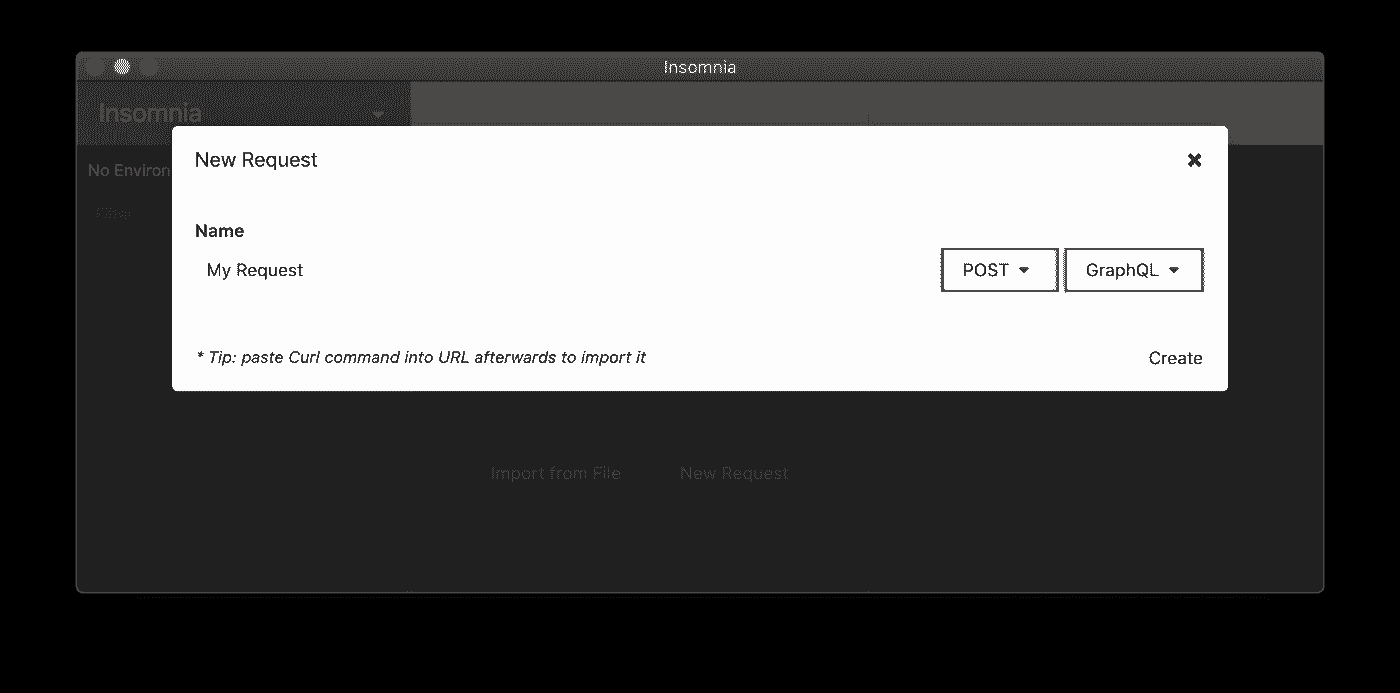 Insomnia
Insomnia
No Environ
New Request
Name
My Request
POST
GraphQL
* Tip: paste Curl command into URL afterwards to import it
Create
Import from File
New Request